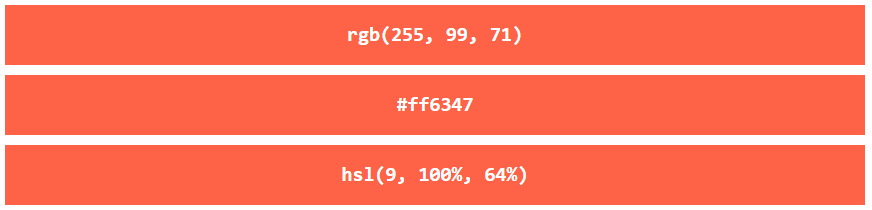 rgb(255, 99, 71)
#ff6347
hsl(9, 100%, 64%)